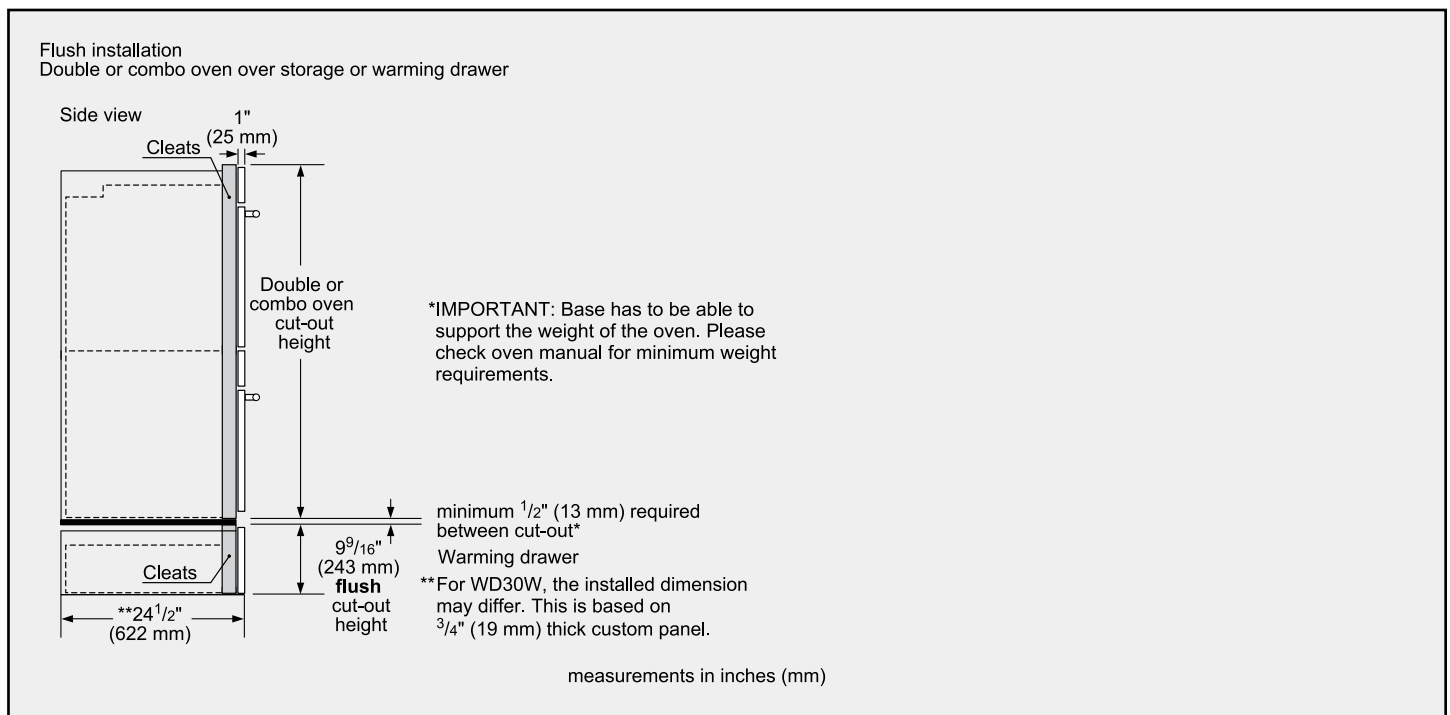 Flush installation
Double or combo oven over storage or warming drawer
Side view
1"
(25 mm)
Cleats
Double or
combo oven
cut-out
height
*IMPORTANT: Base has to be able to
support the weight of the oven. Please
check oven manual for minimum weight
requirements.
minimum 1/2" (13 mm) required
between cut-out*
Warming drawer
9 9/16"
(243 mm)
flush
cut-out
height
Cleats
**24 1/2"
(622 mm)
**For WD30W, the installed dimension
may differ. This is based on
3/4" (19 mm) thick custom panel.
measurements in inches (mm)